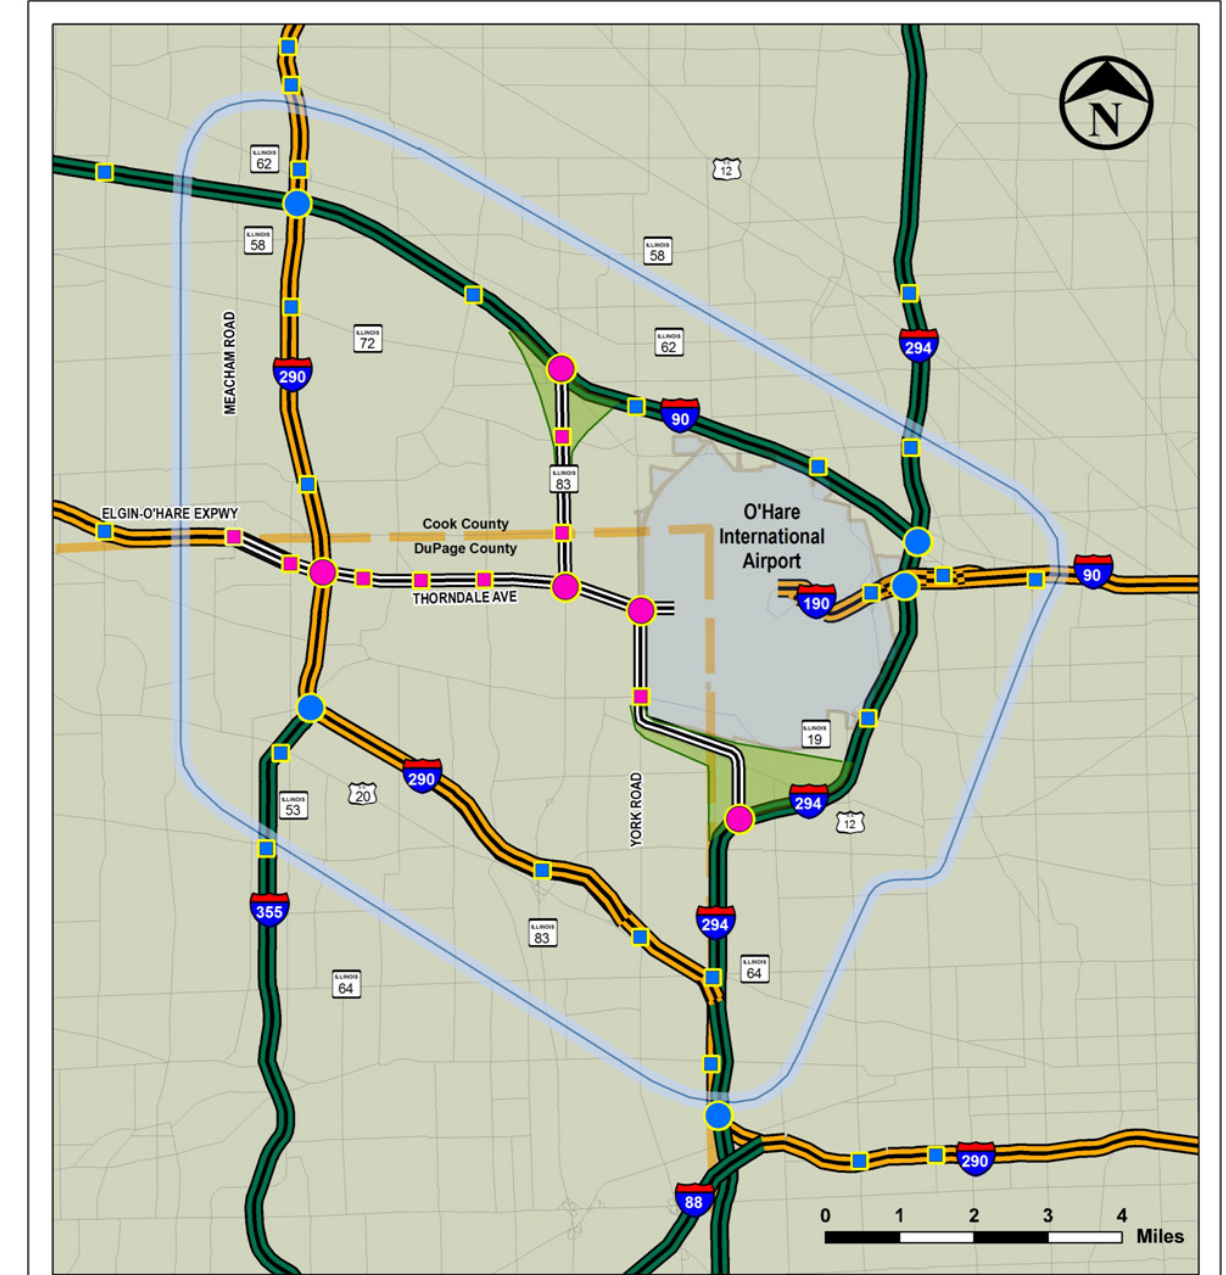 N
ILLINOIS
62
US
12
ILLINOIS
58
ILLINOIS
58
MEACHAM ROAD
ILLINOIS
72
ILLINOIS
62
294
290
90
ILLINOIS
83
ELGIN-O'HARE EXPWY
Cook County
DuPage County
O'Hare
International
Airport
90
190
THORNDALE AVE
ILLINOIS
19
290
US
20
ILLINOIS
53
YORK ROAD
294
US
12
355
294
ILLINOIS
83
ILLINOIS
64
ILLINOIS
64
290
88
0 1 2 3 4
Miles